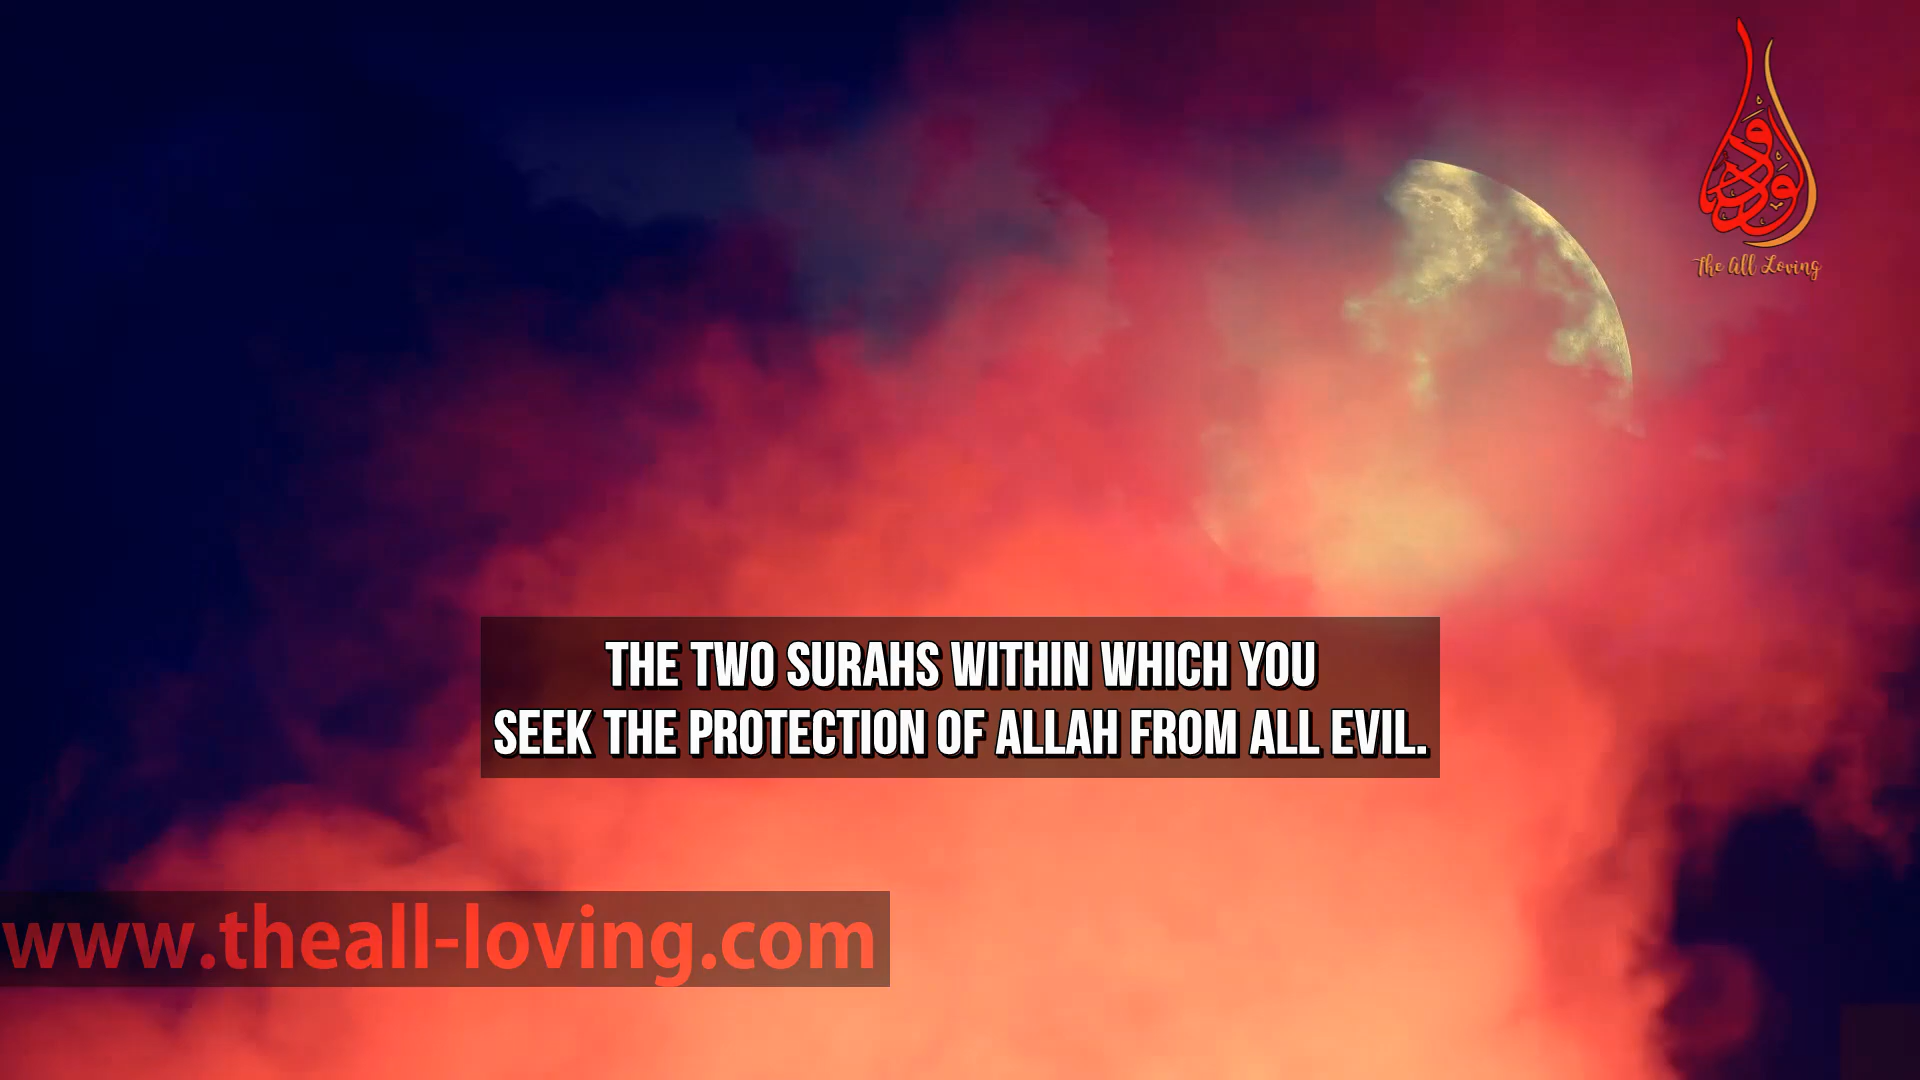 الودود
The All Loving
THE TWO SURAHS WITHIN WHICH YOU
SEEK THE PROTECTION OF ALLAH FROM ALL EVIL.
www.theall-loving.com